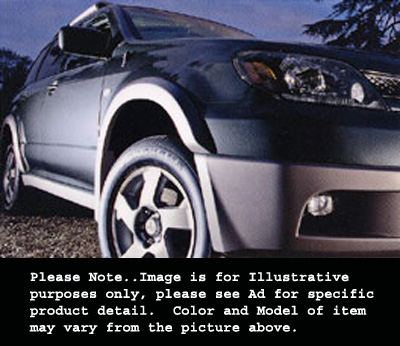 Please Note..Image is for Illustrative
purposes only, please see Ad for specific
product detail.  Color and Model of item
may vary from the picture above.